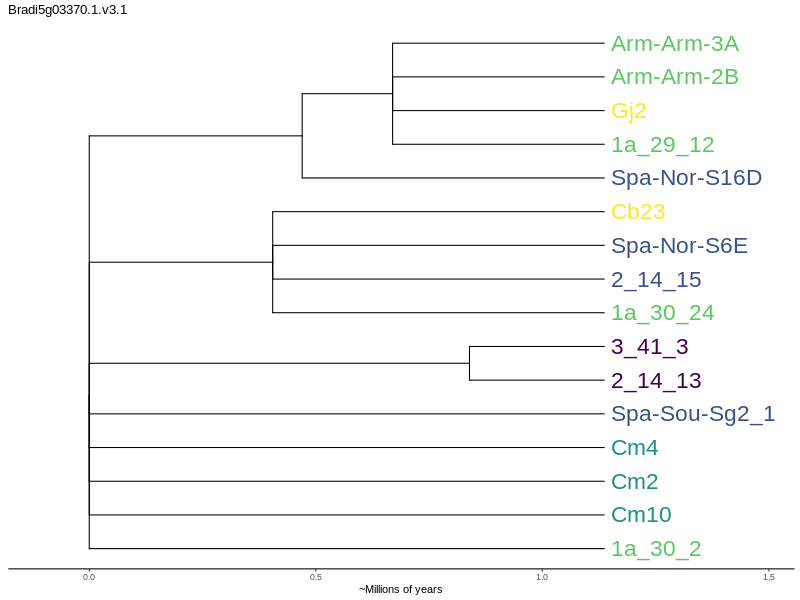 Bradi5g03370.1.v3.1
Arm-Arm-3A
Arm-Arm-2B
Gj2
1a_29_12
Spa-Nor-S16D
Cb23
Spa-Nor-S6E
2_14_15
1a_30_24
3_41_3
2_14_13
Spa-Sou-Sg2_1
Cm4
Cm2
Cm10
1a_30_2
0.0 0.5 1.0 1.5
~Millions of years